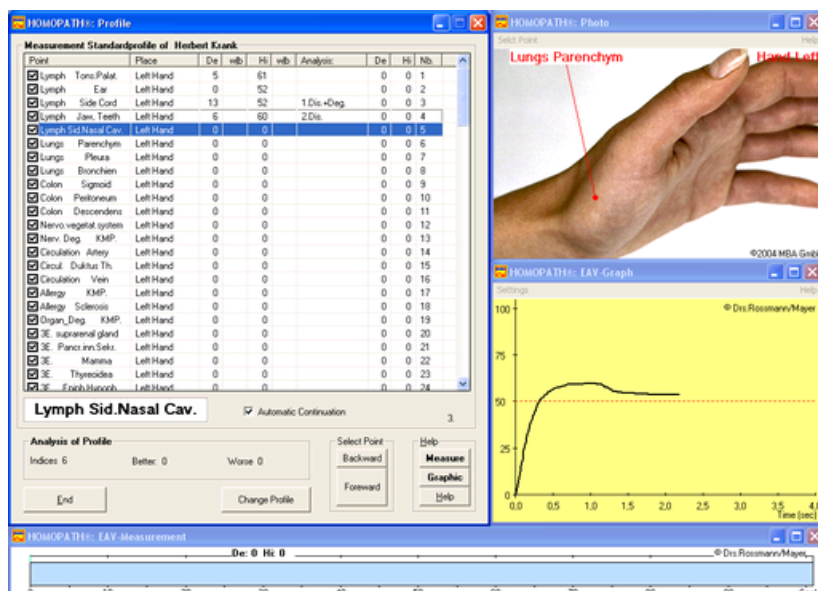 HOMOPATH®: Profile
Measurement Standardprofile of Herbert Krank
Point Place De wlb Hi wlb Analysis: De Hi Nb.
Lymph Tons.Palat. Left Hand 5 61 0 0 1
Lymph Ear Left Hand 0 52 0 0 2
Lymph Side Cord Left Hand 13 52 1.Dis.+Deg. 0 0 3
Lymph Jaw, Teeth Left Hand 6 60 2.Dis. 0 0 4
Lymph Sid.Nasal Cav. Left Hand 0 0 0 0 5
Lungs Parenchym Left Hand 0 0 0 0 6
Lungs Pleura Left Hand 0 0 0 0 7
Lungs Bronchien Left Hand 0 0 0 0 8
Colon Sigmoid Left Hand 0 0 0 0 9
Colon Peritoneum Left Hand 0 0 0 0 10
Colon Descendens Left Hand 0 0 0 0 11
Nervo.vegetat.system Left Hand 0 0 0 0 12
Nerv. Deg. KMP. Left Hand 0 0 0 0 13
Circulation Artery Left Hand 0 0 0 0 14
Circul. Duktus Th. Left Hand 0 0 0 0 15
Circulation Vein Left Hand 0 0 0 0 16
Allergy KMP. Left Hand 0 0 0 0 17
Allergy Sclerosis Left Hand 0 0 0 0 18
Organ_Deg. KMP. Left Hand 0 0 0 0 19
3E. suprarenal gland Left Hand 0 0 0 0 20
3E. Pancr.inn.Sekr. Left Hand 0 0 0 0 21
3E. Mamma Left Hand 0 0 0 0 22
3E. Thyreoidea Left Hand 0 0 0 0 23
3E. Epiph.Hypoph. Left Hand 0 0 0 0 24
Lymph Sid.Nasal Cav.
Automatic Continuation
3.
Analysis of Profile
Indices 6 Better: 0 Worse 0
End
Change Profile
Select Point
Backward
Foreward
Help
Measure
Graphic
Help
HOMOPATH®: Photo
Selct Point Help
Lungs Parenchym Hand Left
©2004 MBA GmbH
HOMOPATH®: EAV-Graph
Settings Help
© Drs.Rossmann/Mayer
100
75
50
25
0
0,0 0,5 1,0 1,5 2,0 2,5 3,0 3,5 4,0
Time [sec]
HOMOPATH®: EAV-Measurement
De: 0 Hi: 0
© Drs.Rossmann/Mayer